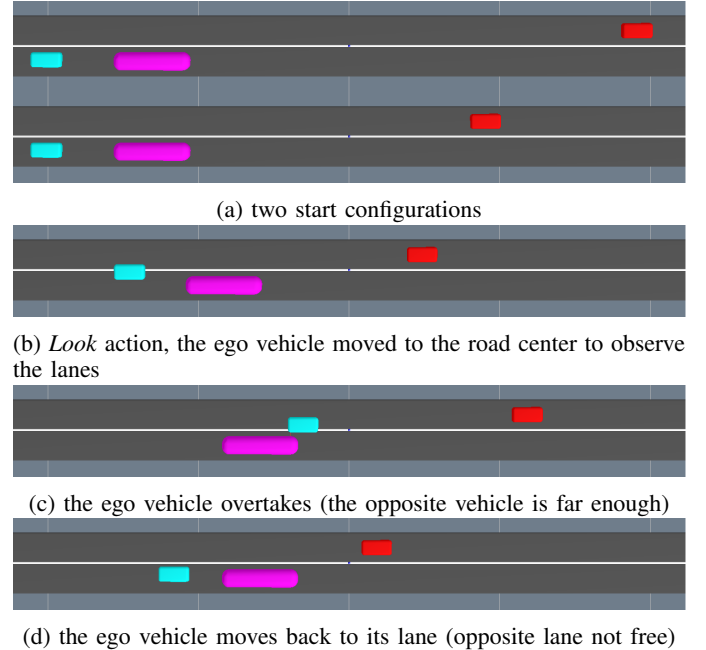 (a) two start configurations
(b) Look action, the ego vehicle moved to the road center to observe
the lanes
(c) the ego vehicle overtakes (the opposite vehicle is far enough)
(d) the ego vehicle moves back to its lane (opposite lane not free)